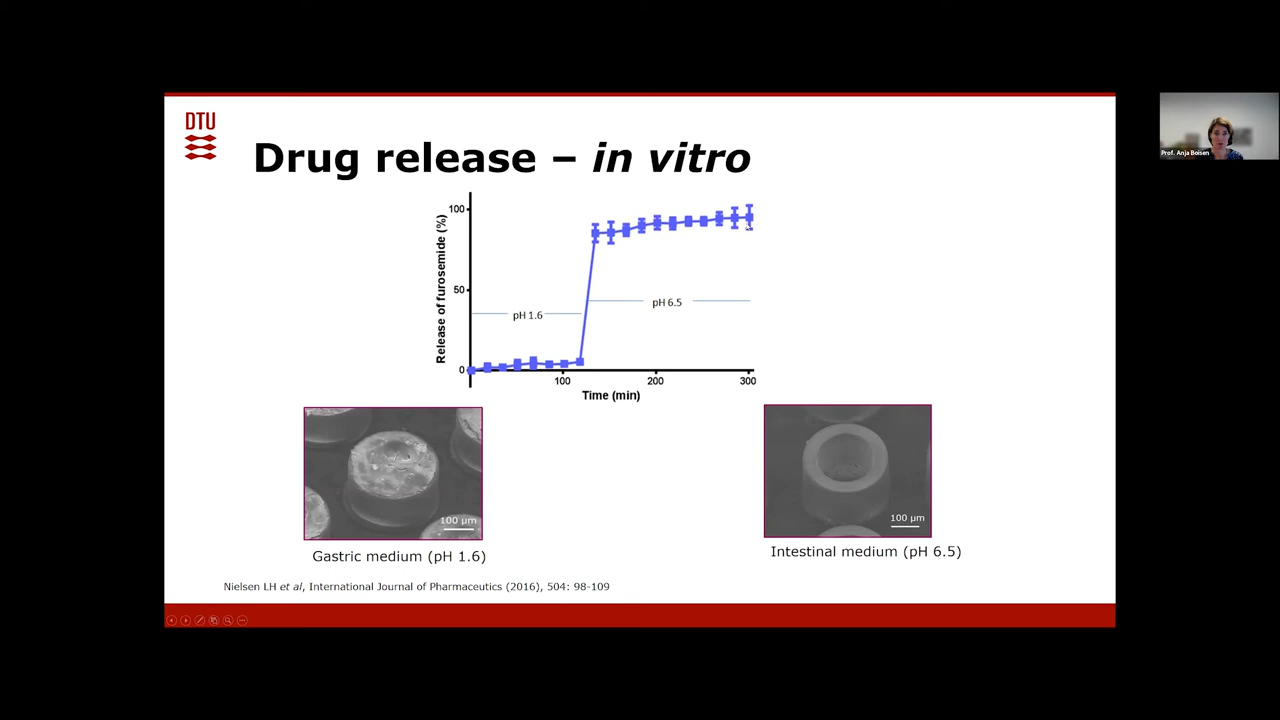 DTU
Drug release – in vitro
Prof. Anja Boisen
Release of furosemide (%)
100
50
0
pH 1.6
pH 6.5
100
200
300
Time (min)
100 µm
100 µm
Gastric medium (pH 1.6)
Intestinal medium (pH 6.5)
Nielsen LH et al, International Journal of Pharmaceutics (2016), 504: 98-109